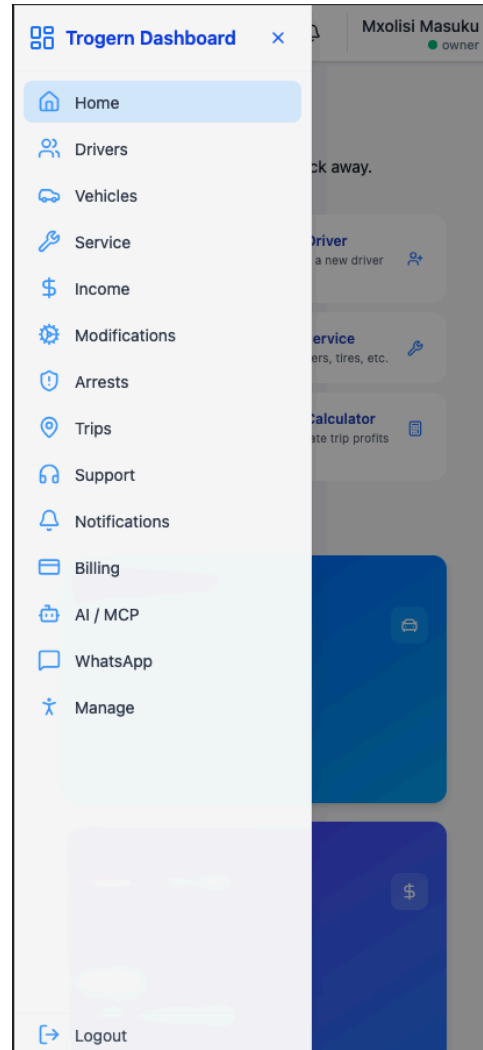 Trogern Dashboard
Mxolisi Masuku
owner
Home
Drivers
Vehicles
Service
Income
Modifications
Arrests
Trips
Support
Notifications
Billing
AI / MCP
WhatsApp
Manage
Logout
ck away.
Driver
a new driver
ervice
ers, tires, etc.
Calculator
ate trip profits
$